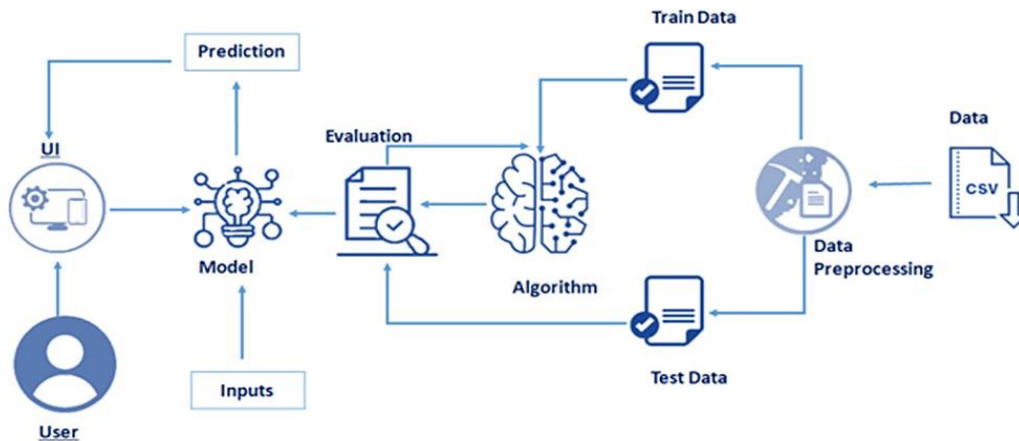 Train Data
Prediction
Data
Evaluation
UI
CSV
Model
Algorithm
Data
Preprocessing
Inputs
Test Data
User